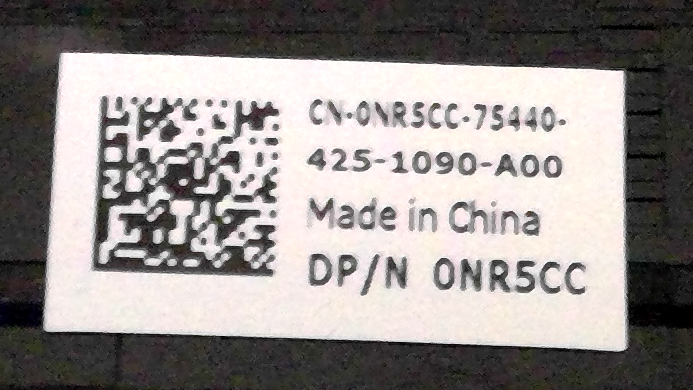 CN-0NR5CC-75440-
425-1090-A00
Made in China
DP/N 0NR5CC